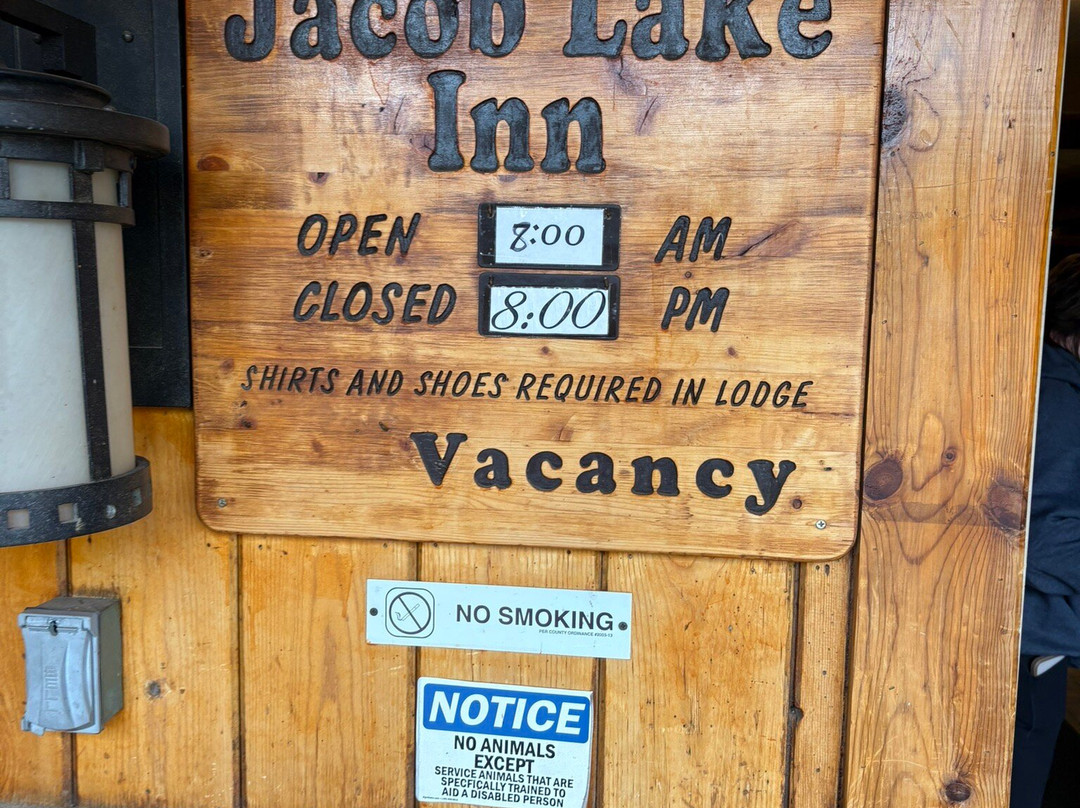 Jacob Lake
Inn
OPEN 8:00 AM
CLOSED 8:00 PM
SHIRTS AND SHOES REQUIRED IN LODGE
Vacancy
NO SMOKING
NOTICE
NO ANIMALS
EXCEPT
SERVICE ANIMALS THAT ARE
SPECFICALLY TRAINED TO
AID A DISABLED PERSON